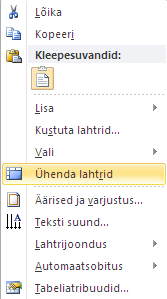 Lõika
Kopeeri
Kleepesuvandid:
Lisa
Kustuta lahtrid...
Vali
Ühenda lahtrid
Äärised ja varjustus...
Teksti suund...
Lahtrijoondus
Automaatsobitus
Tabeliatribuudid...